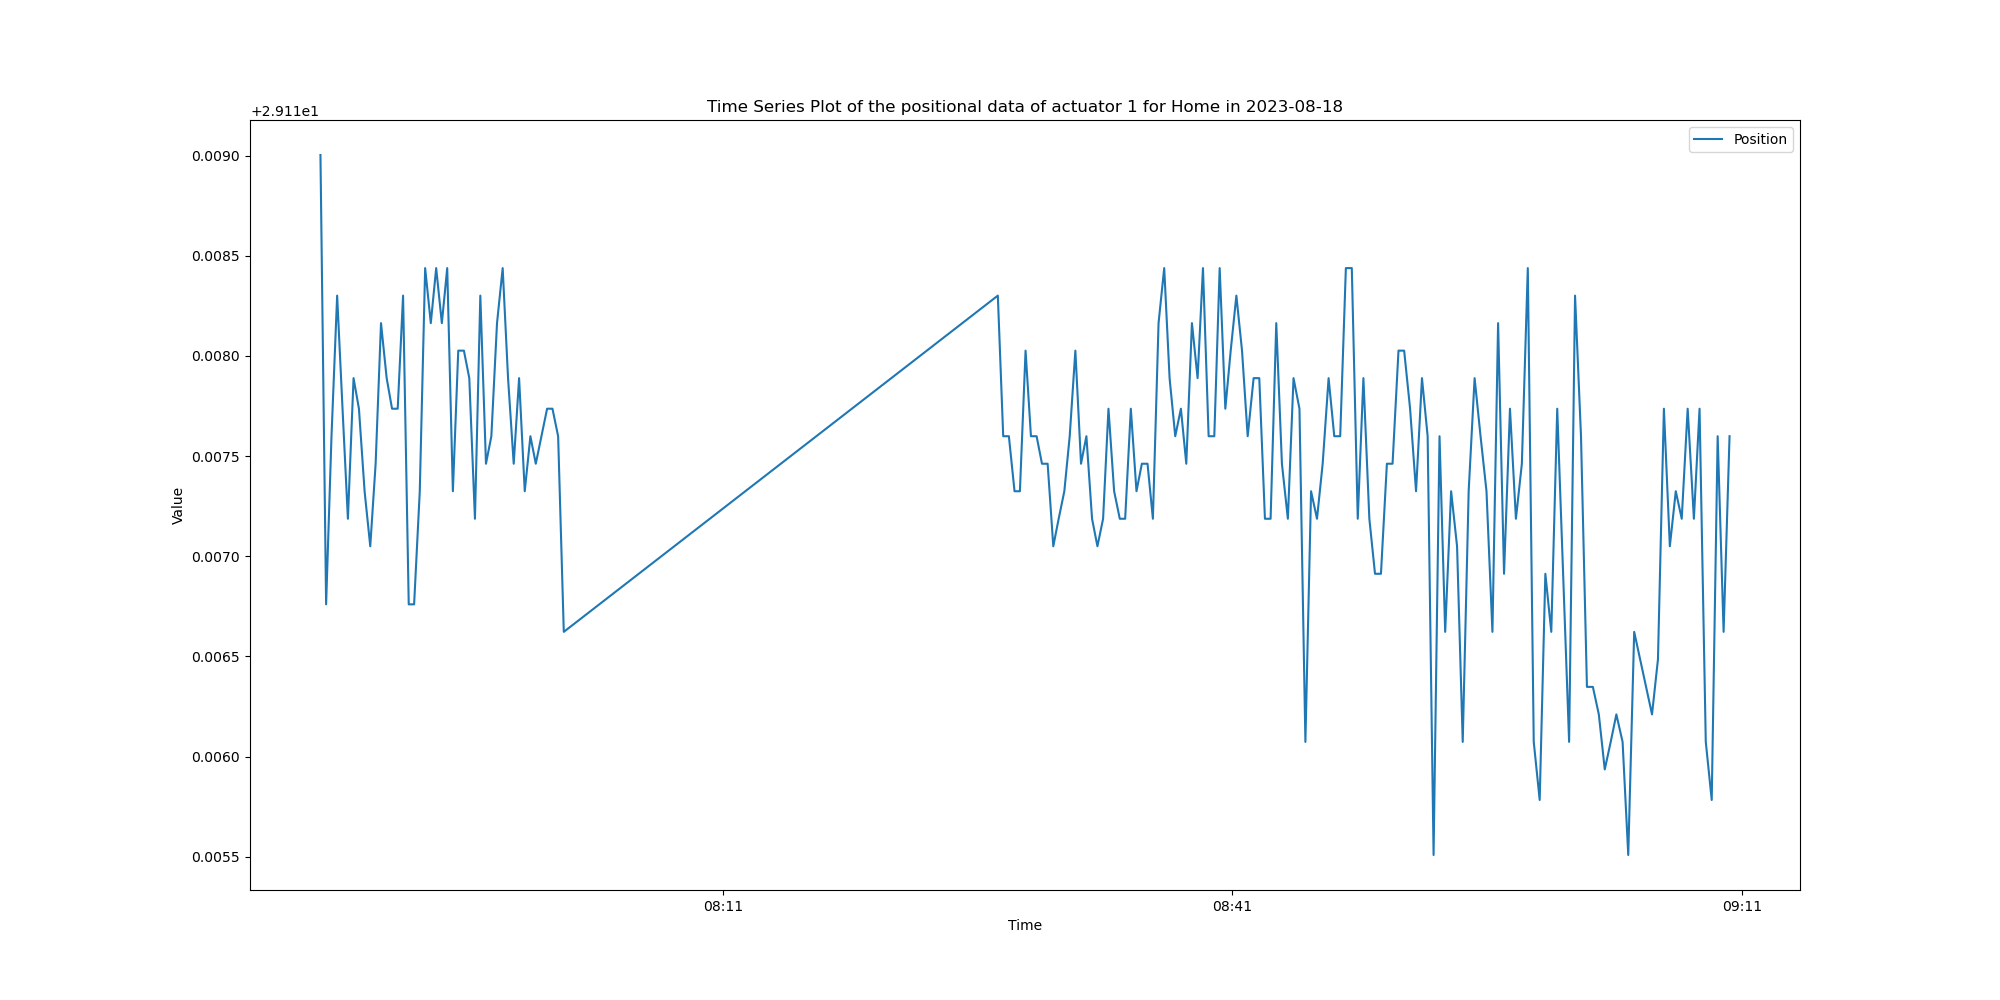 Time Series Plot of the positional data of actuator 1 for Home in 2023-08-18
+2.911e1
Position
0.0090
0.0085
0.0080
0.0075
0.0070
0.0065
0.0060
0.0055
Value
08:11 08:41 09:11
Time